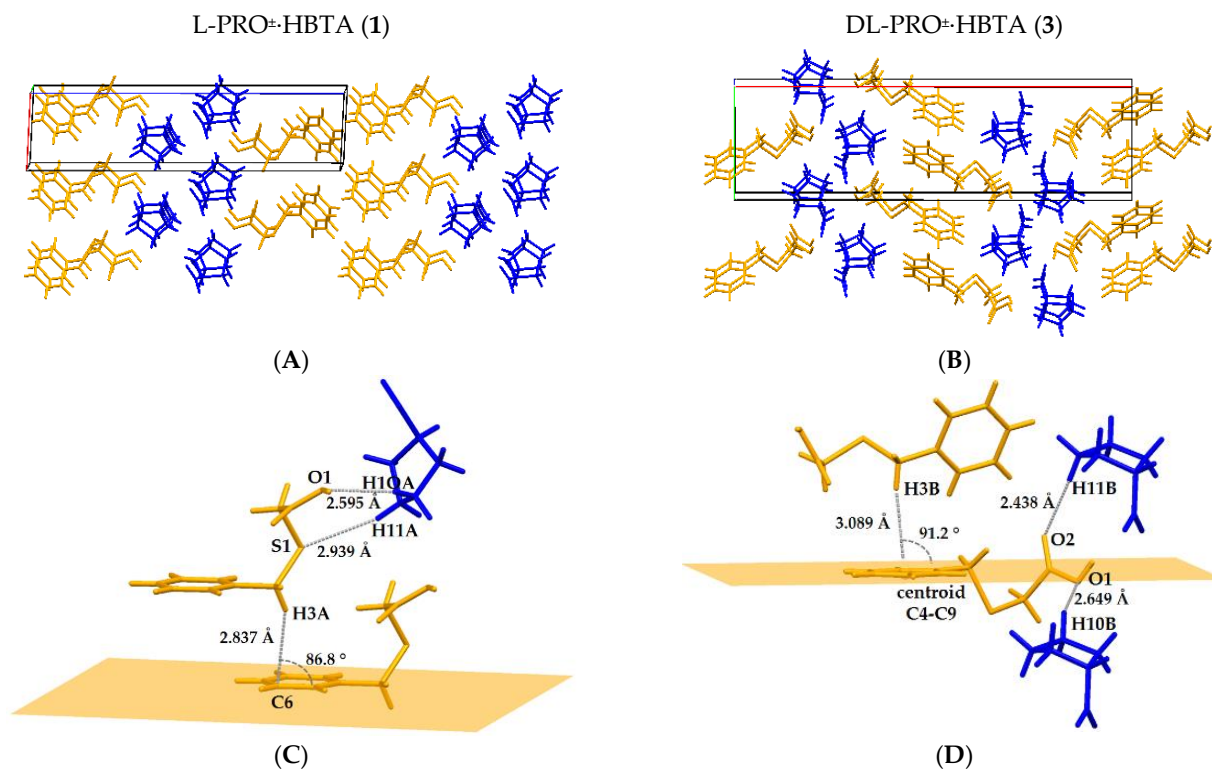 L-PRO±·HBTA (1)
DL-PRO±·HBTA (3)
(A)
(B)
O1
H1OA
2.595 Å
H11A
S1
2.939 Å
H3A
2.837 Å
86.8 °
C6
(C)
H3B
3.089 Å
91.2 °
2.438 Å
H11B
O2
centroid
C4-C9
O1
2.649 Å
H10B
(D)